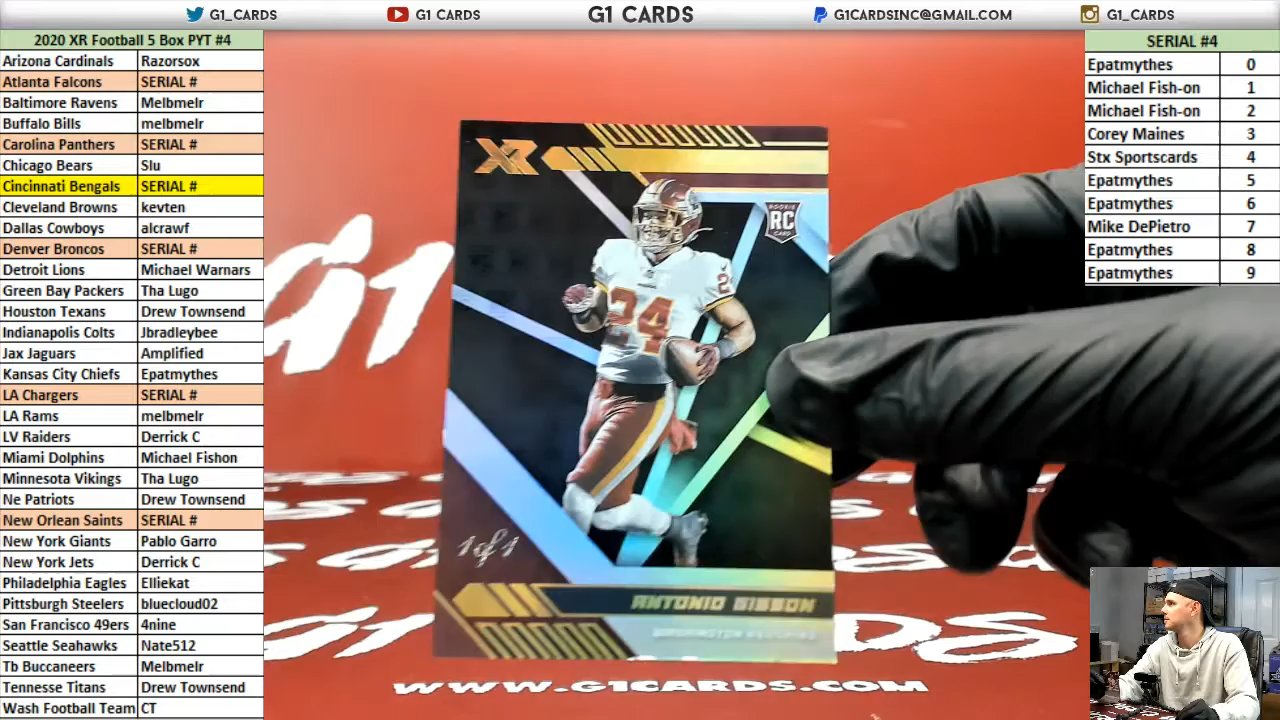 G1_CARDS
G1 CARDS
G1 CARDS
G1CARDSINC@GMAIL.COM
G1_CARDS
2020 XR Football 5 Box PYT #4
Arizona Cardinals Razorsox
Atlanta Falcons SERIAL #
Baltimore Ravens Melbmelr
Buffalo Bills melbmelr
Carolina Panthers SERIAL #
Chicago Bears Slu
Cincinnati Bengals SERIAL #
Cleveland Browns kevten
Dallas Cowboys alcrawf
Denver Broncos SERIAL #
Detroit Lions Michael Warnars
Green Bay Packers Tha Lugo
Houston Texans Drew Townsend
Indianapolis Colts Jbradleybee
Jax Jaguars Amplified
Kansas City Chiefs Epatmythes
LA Chargers SERIAL #
LA Rams melbmelr
LV Raiders Derrick C
Miami Dolphins Michael Fishon
Minnesota Vikings Tha Lugo
Ne Patriots Drew Townsend
New Orlean Saints SERIAL #
New York Giants Pablo Garro
New York Jets Derrick C
Philadelphia Eagles Elliekat
Pittsburgh Steelers bluecloud02
San Francisco 49ers 4nine
Seattle Seahawks Nate512
Tb Buccaneers Melbmelr
Tennesse Titans Drew Townsend
Wash Football Team CT
SERIAL #4
Epatmythes 0
Michael Fish-on 1
Michael Fish-on 2
Corey Maines 3
Stx Sportscards 4
Epatmythes 5
Epatmythes 6
Mike DePietro 7
Epatmythes 8
Epatmythes 9
XR
ROOKIE
RC
CARD
24
1 of 1
ANTONIO GIBSON
G1
WWW.G1CARDS.COM